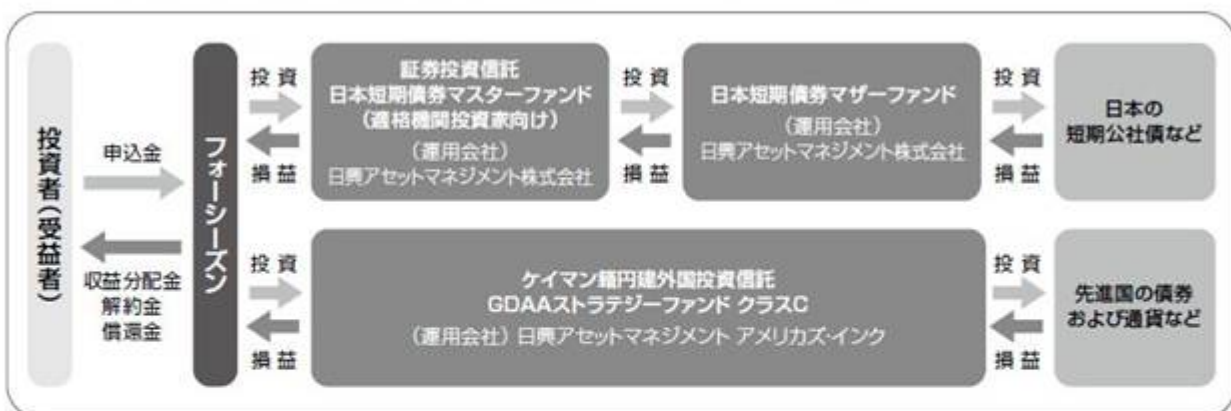 投資者(受益者)
申込金
収益分配金
解約金
償還金
フォーシーズン
投資
損益
証券投資信託
日本短期債券マスターファンド
(適格機関投資家向け)
(運用会社)
日興アセットマネジメント株式会社
投資
損益
日本短期債券マザーファンド
(運用会社)
日興アセットマネジメント株式会社
投資
損益
日本の
短期公社債など
投資
損益
ケイマン籍円建外国投資信託
GDAAストラテジーファンド クラスC
(運用会社) 日興アセットマネジメント アメリカズ・インク
投資
損益
先進国の債券
および通貨など